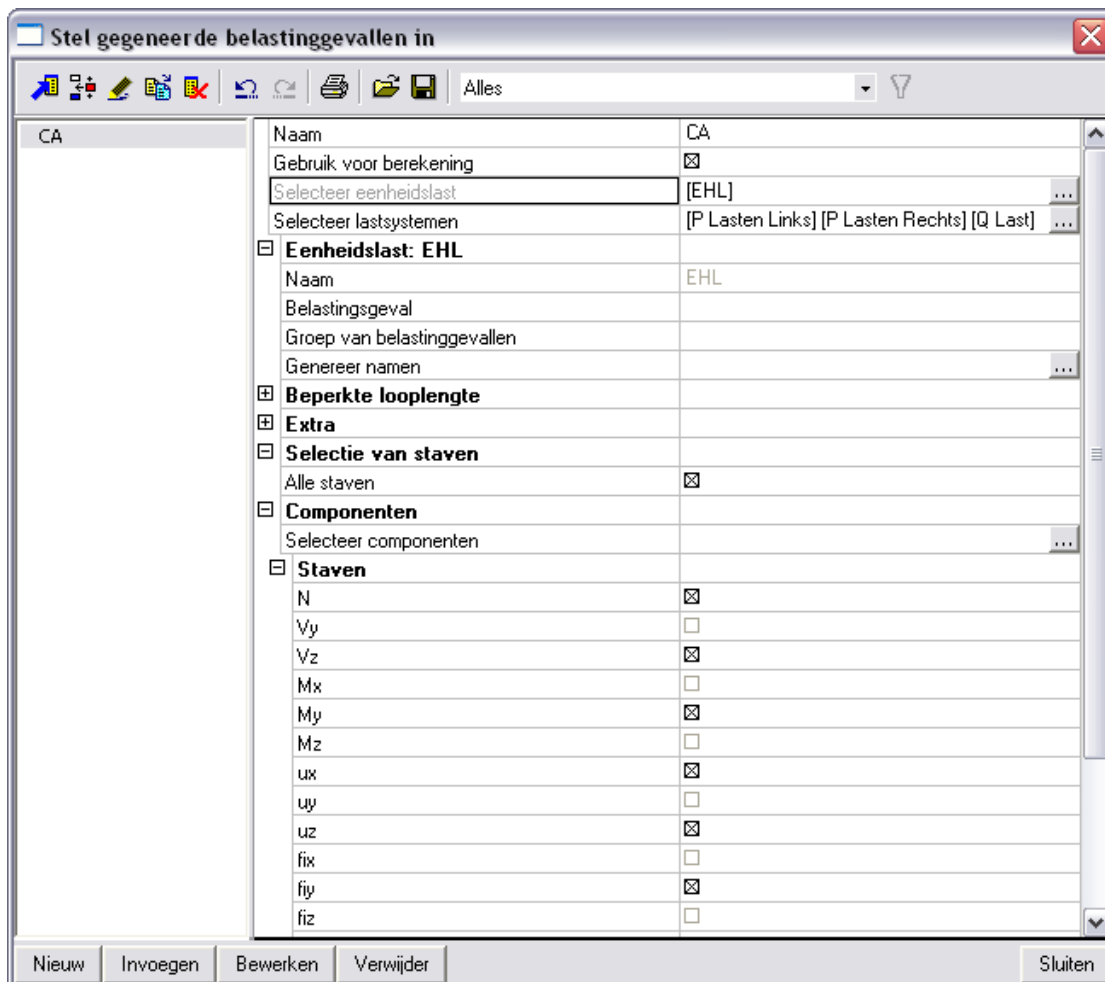 Stel gegeneerde belastinggevallen in
Alles
CA
Naam CA
Gebruik voor berekening
Selecteer eenheidslast [EHL] ...
Selecteer lastsystemen [P Lasten Links] [P Lasten Rechts] [Q Last] ...
Eenheidslast: EHL
Naam EHL
Belastingsgeval
Groep van belastinggevallen
Genereer namen ...
Beperkte looplengte
Extra
Selectie van staven
Alle staven
Componenten
Selecteer componenten ...
Staven
N
Vy
Vz
Mx
My
Mz
ux
uy
uz
fix
fiy
fiz
Nieuw Invoegen Bewerken Verwijder Sluiten